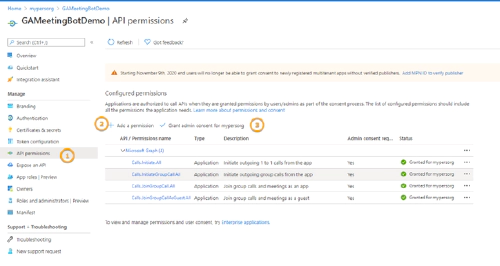 Home > myperorg > GAMeetingBotDemo
GAMeetingBotDemo | API permissions
Search (Ctrl+/)
Refresh
Got feedback?
Overview
Quickstart
Integration assistant
Manage
Branding
Authentication
Certificates & secrets
Token configuration
API permissions
Expose an API
App roles | Preview
Owners
Roles and administrators | Preview
Manifest
Support + Troubleshooting
Troubleshooting
New support request
Starting November 9th, 2020 end users will no longer be able to grant consent to newly registered multitenant apps without verified publishers. Add MPN ID to verify publisher
Configured permissions
Applications are authorized to call APIs when they are granted permissions by users/admins as part of the consent process. The list of configured permissions should include
all the permissions the application needs. Learn more about permissions and consent
2
Add a permission
Grant admin consent for myperorg
3
1
API / Permissions name
Type
Description
Admin consent req...
Status
Microsoft Graph
Calls.Initiate.All
Application
Initiate outgoing 1 to 1 calls from the app
Yes
Granted for myperorg
Calls.InitiateGroupCall.All
Application
Initiate outgoing group calls from the app
Yes
Granted for myperorg
Calls.JoinGroupCall.All
Application
Join group calls and meetings as an app
Yes
Granted for myperorg
Calls.JoinGroupCallAsGuest.All
Application
Join group calls and meetings as a guest
Yes
Granted for myperorg
To view and manage permissions and user consent, try Enterprise applications.